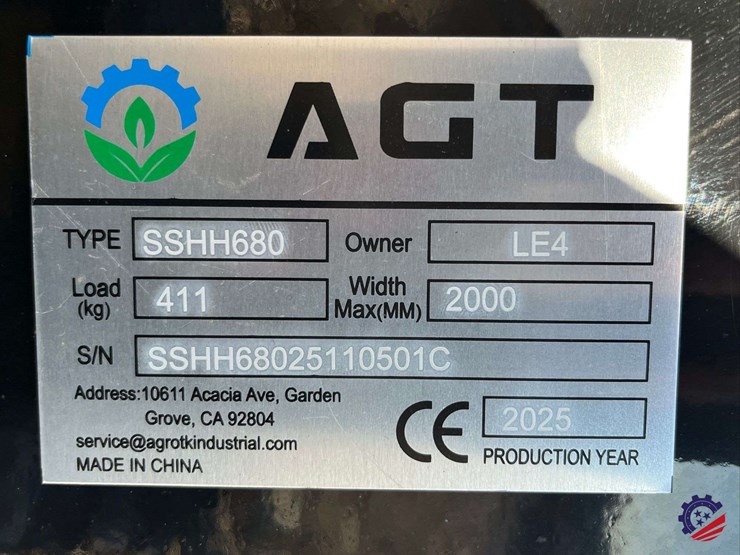 AGT
TYPE SSHH680 Owner LE4
Load (kg) 411 Width Max(MM) 2000
S/N SSHH68025110501C
Address:10611 Acacia Ave, Garden
Grove, CA 92804
service@agrotkindustrial.com
MADE IN CHINA
CE 2025
PRODUCTION YEAR